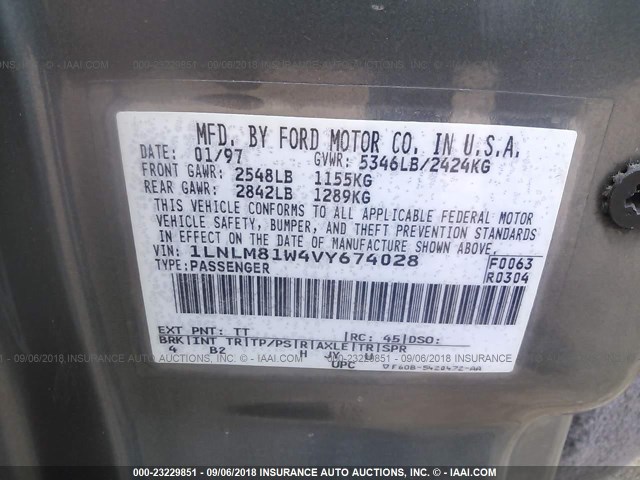 000-23229851 - 09/06/2018 INSURANCE AUTO AUCTIONS - © - IAAI.COM
MFD. BY FORD MOTOR CO. IN U.S.A.
DATE: 01/97 GVWR: 5346LB/2424KG
FRONT GAWR: 2548LB 1155KG
REAR GAWR: 2842LB 1289KG
THIS VEHICLE CONFORMS TO ALL APPLICABLE FEDERAL MOTOR
VEHICLE SAFETY, BUMPER, AND THEFT PREVENTION STANDARDS
IN EFFECT ON THE DATE OF MANUFACTURE SHOWN ABOVE.
VIN: 1LNLM81W4VY674028 F0063
TYPE: PASSENGER R0304
EXT PNT: TT RC: 45 DSO:
BRK INT TR TP/PS R AXLE TR SPR
4 B2 H JY U
UPC